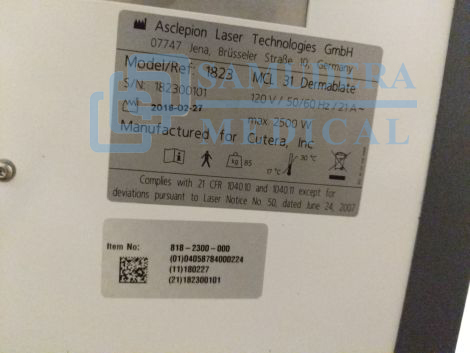 Asclepion Laser Technologies GmbH
07747 Jena, Brüsseler Straße 10, Germany
Model/Ref: 1823 MCL 31 Dermablate
S/N: 182300101 120 V / 50/60 Hz / 21 A ~
2018-02-27 max. 2500 W
Manufactured for Cutera, Inc
kg 85
17 °C 30 °C
Complies with 21 CFR 1040.10 and 1040.11 except for
deviations pursuant to Laser Notice No. 50, dated June 24, 2007
SAMUDERA
MEDICAL
Item No: 818-2300-000
(01)04058784000224
(11)180227
(21)182300101